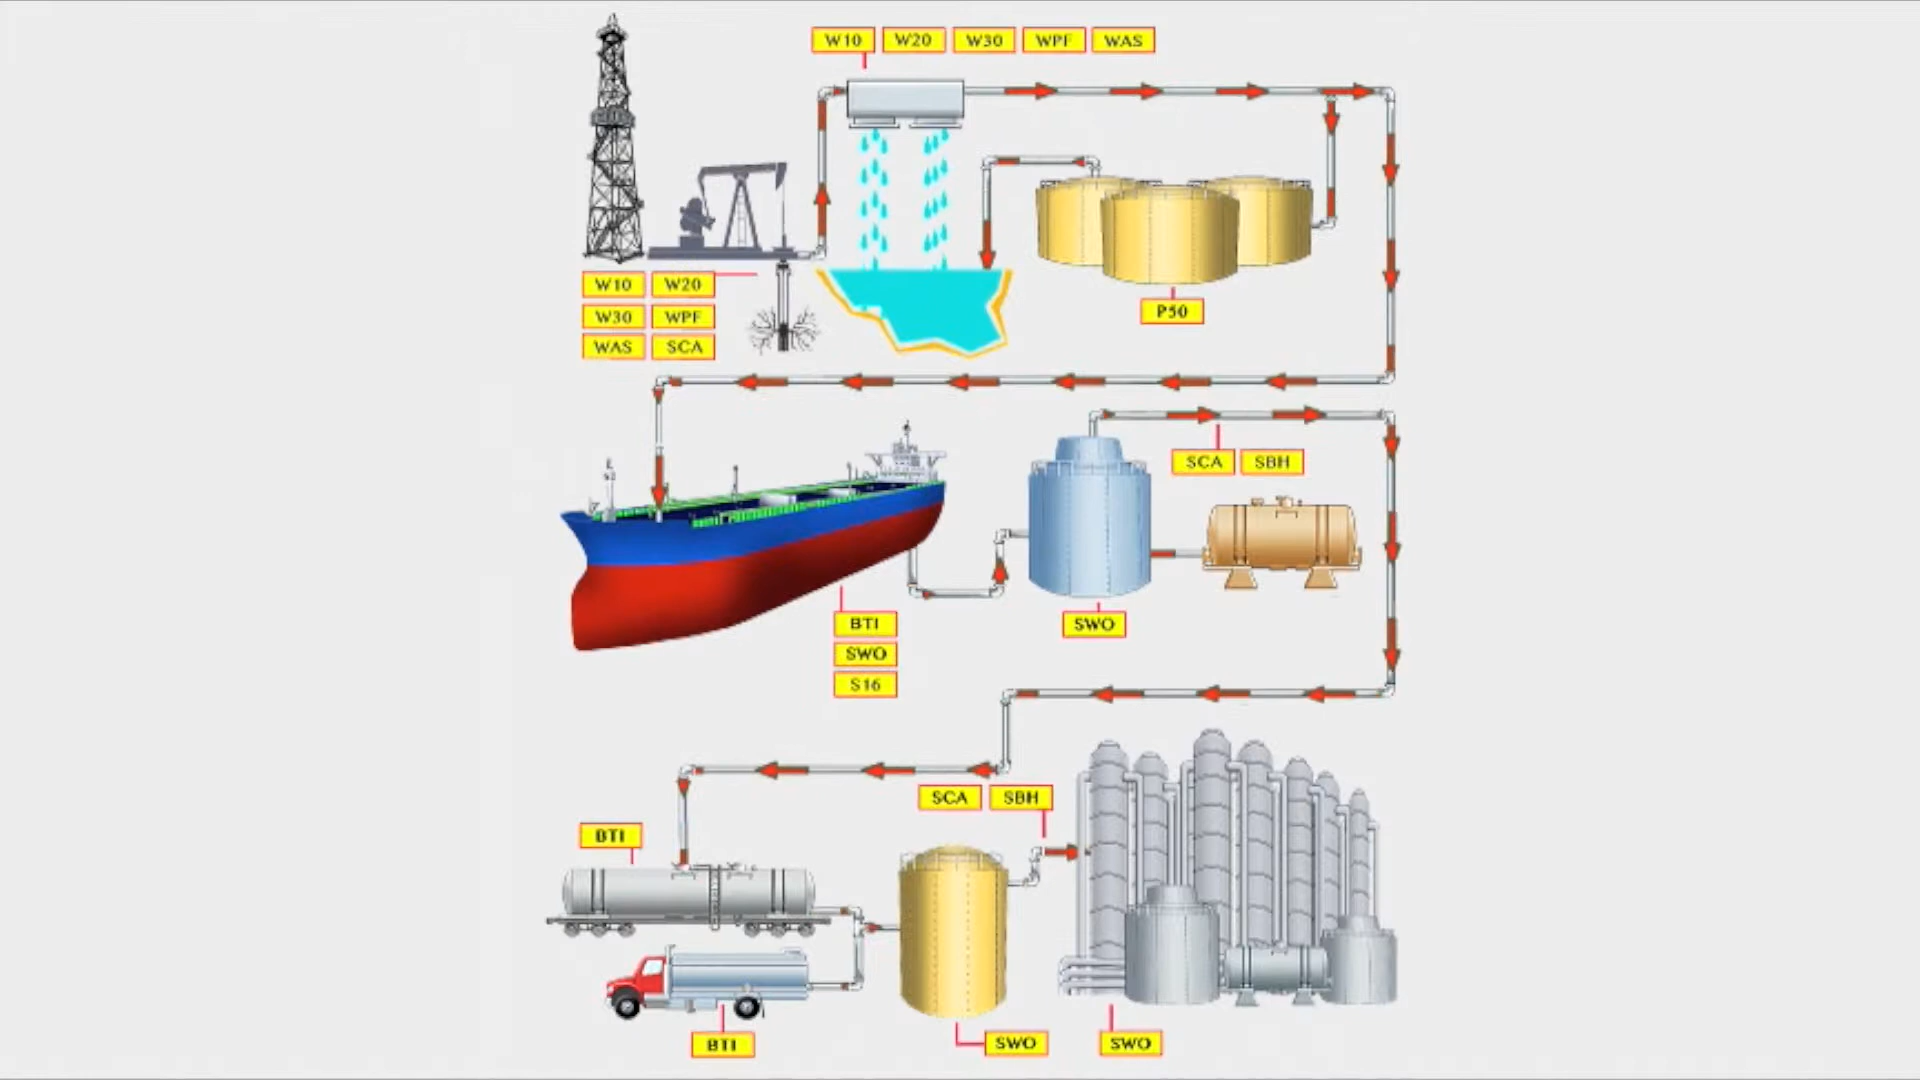 W10 W20 W30 WPF WAS
W10 W20
W30 WPF
WAS SCA
P50
SCA SBH
BTI
SWO
S16
SWO
SCA SBH
BTI
BTI
SWO
SWO